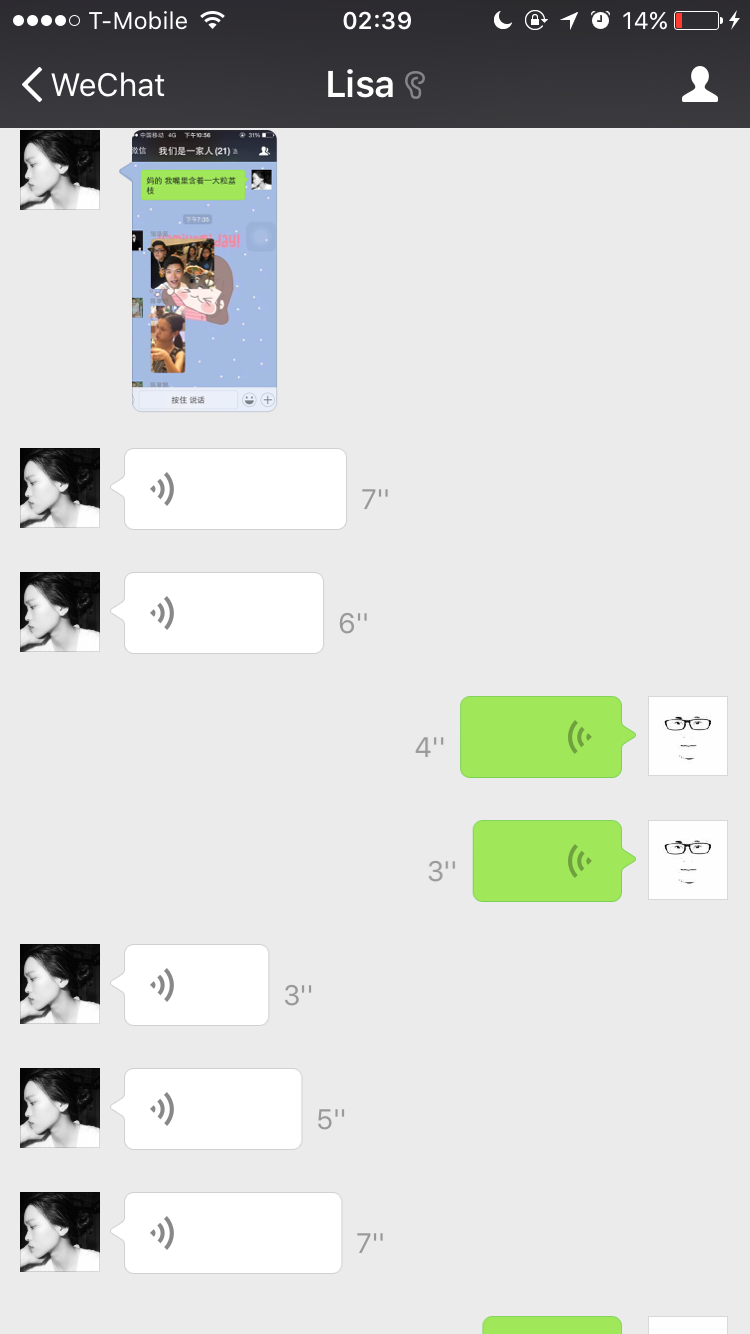 T-Mobile 02:39 14%
WeChat Lisa
中国移动 4G 下午10:56 31%
微信 我们是一家人(21)
妈的 我嘴里含着一大粒荔
枝
下午7:35
按住 说话
7''
6''
4''
3''
3''
5''
7''